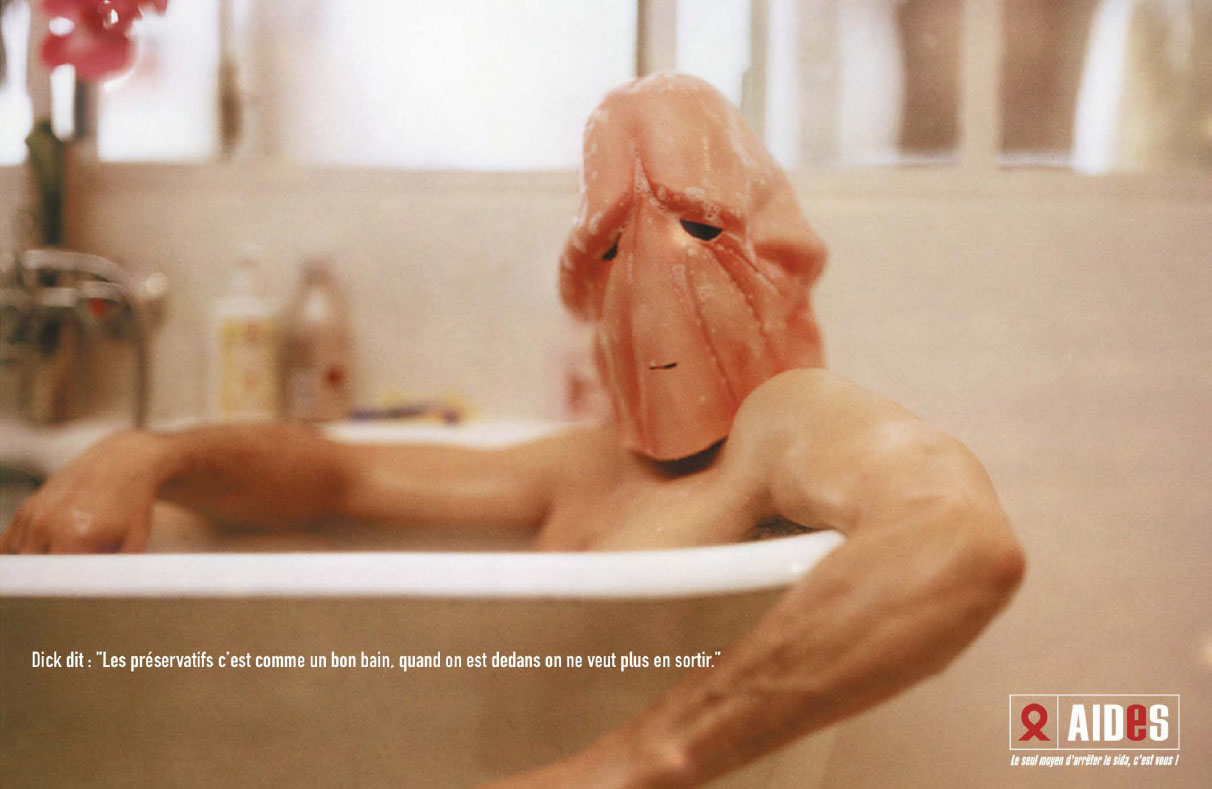 Dick dit : "Les préservatifs c'est comme un bon bain, quand on est dedans on ne veut plus en sortir."
AIDeS
Le seul moyen d'arrêter le sida, c'est vous !